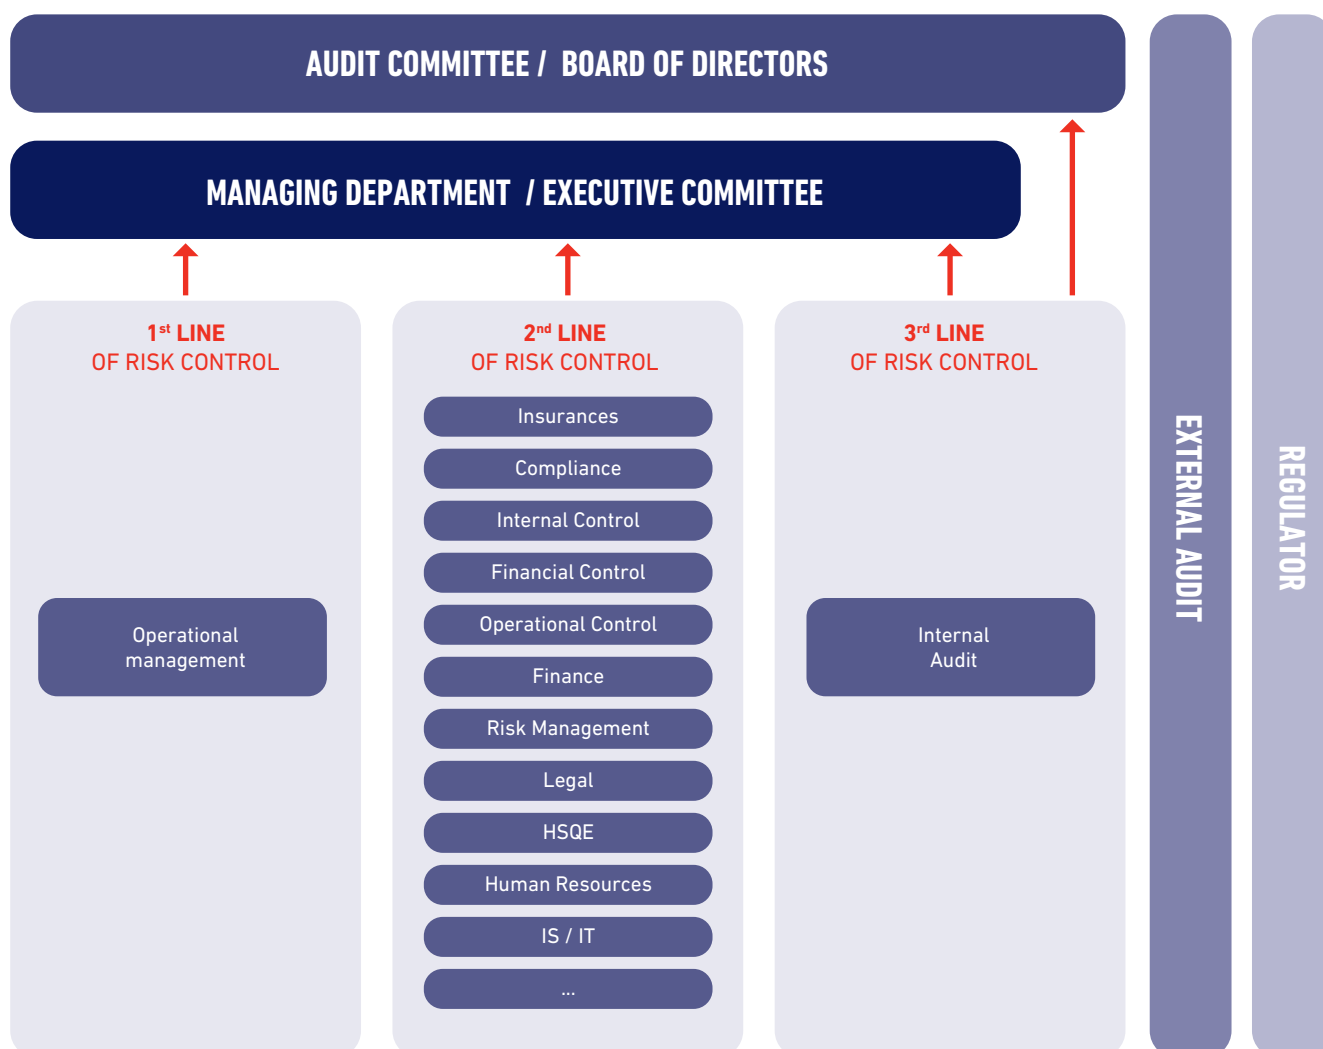 AUDIT COMMITTEE / BOARD OF DIRECTORS
MANAGING DEPARTMENT / EXECUTIVE COMMITTEE
1st LINE
OF RISK CONTROL
Operational
management
2nd LINE
OF RISK CONTROL
Insurances
Compliance
Internal Control
Financial Control
Operational Control
Finance
Risk Management
Legal
HSQE
Human Resources
IS / IT
...
3rd LINE
OF RISK CONTROL
Internal
Audit
EXTERNAL AUDIT
REGULATOR